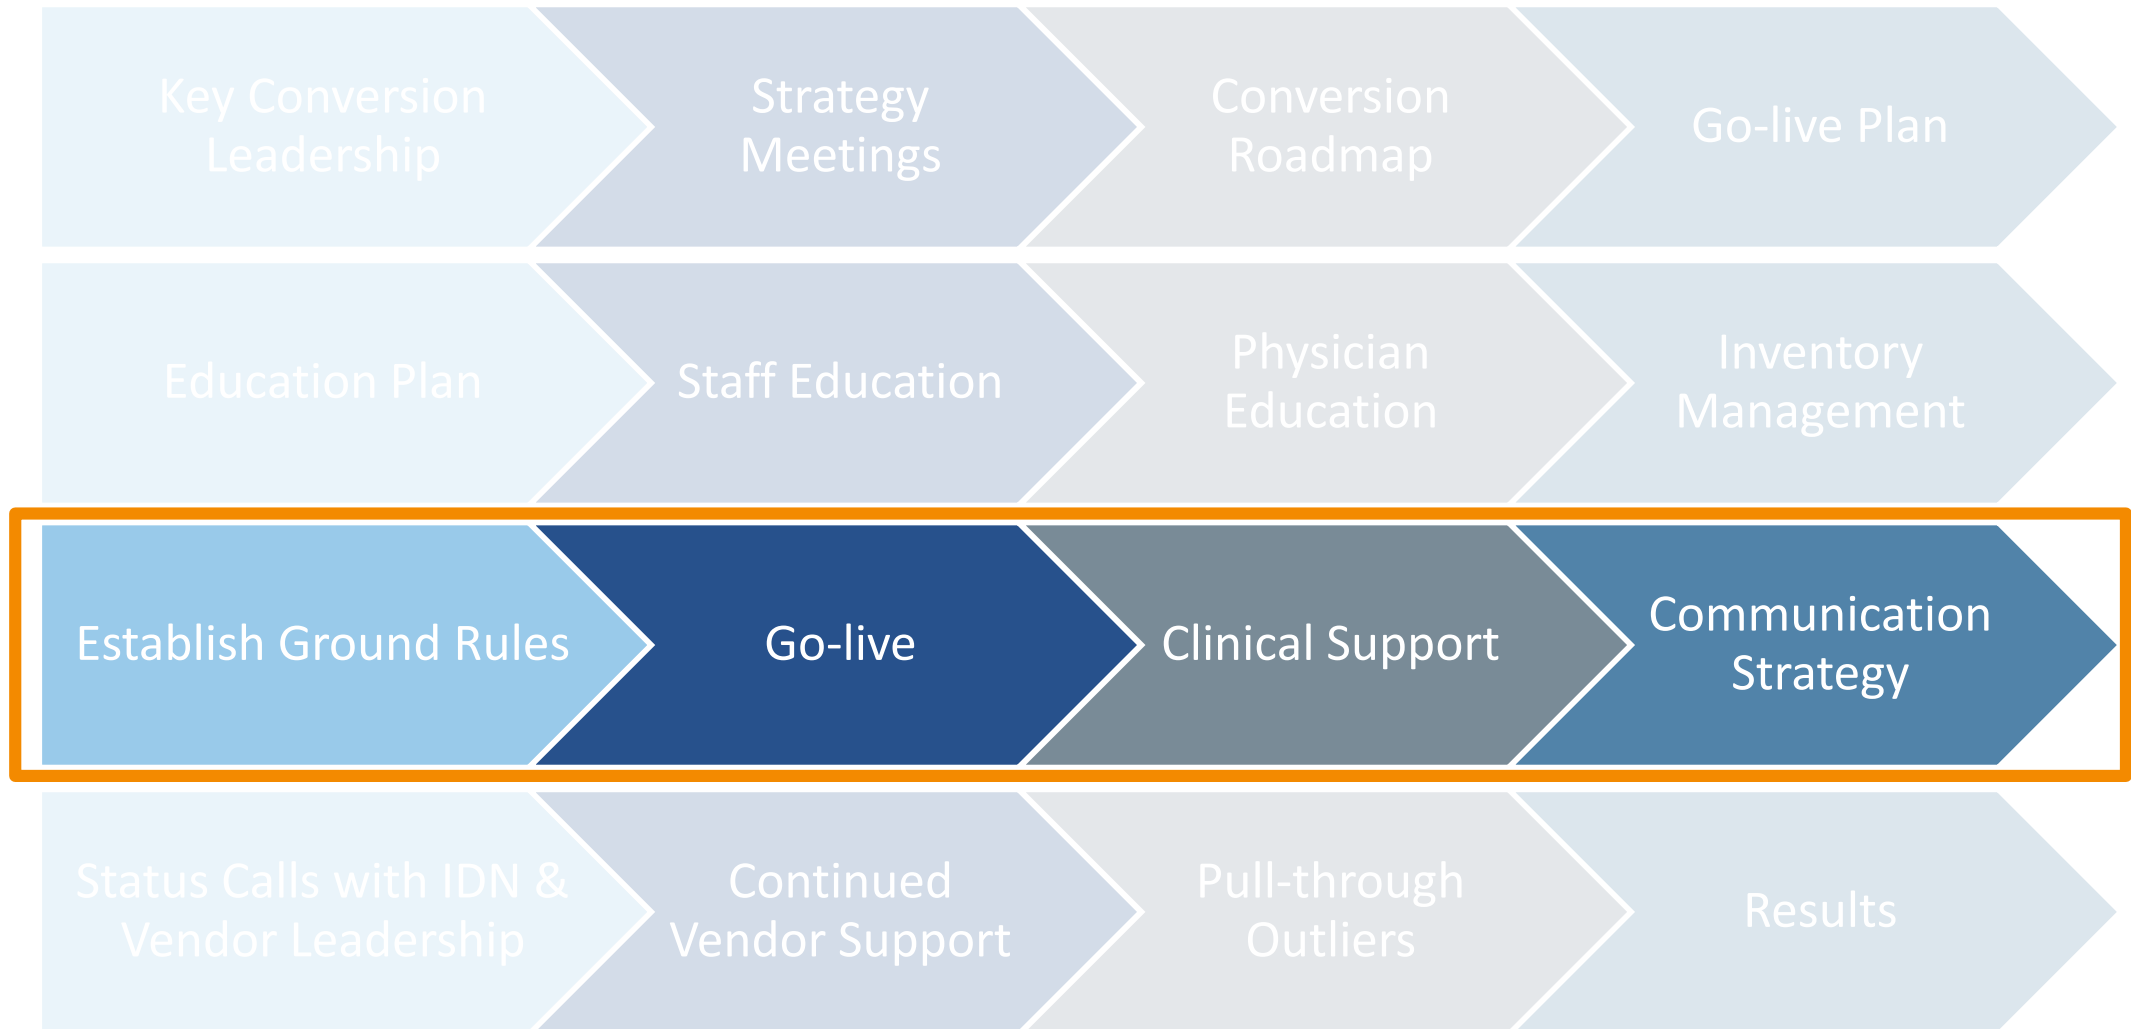 Key Conversion
Leadership
Strategy
Meetings
Conversion
Roadmap
Go-live Plan
Education Plan
Staff Education
Physician
Education
Inventory
Management
Establish Ground Rules
Go-live
Clinical Support
Communication
Strategy
Status Calls with IDN &
Vendor Leadership
Continued
Vendor Support
Pull-through
Outliers
Results